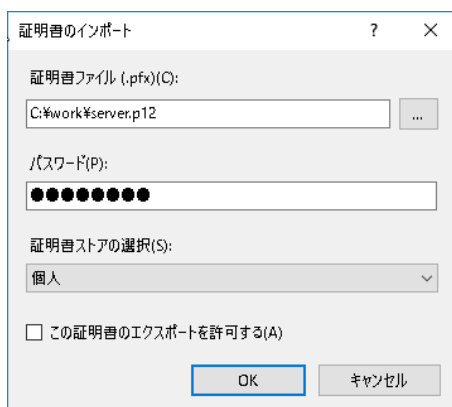 証明書のインポート ? ×
証明書ファイル (.pfx)(C):
C:¥work¥server.p12 ...
パスワード(P):
●●●●●●●●
証明書ストアの選択(S):
個人
この証明書のエクスポートを許可する(A)
OK キャンセル